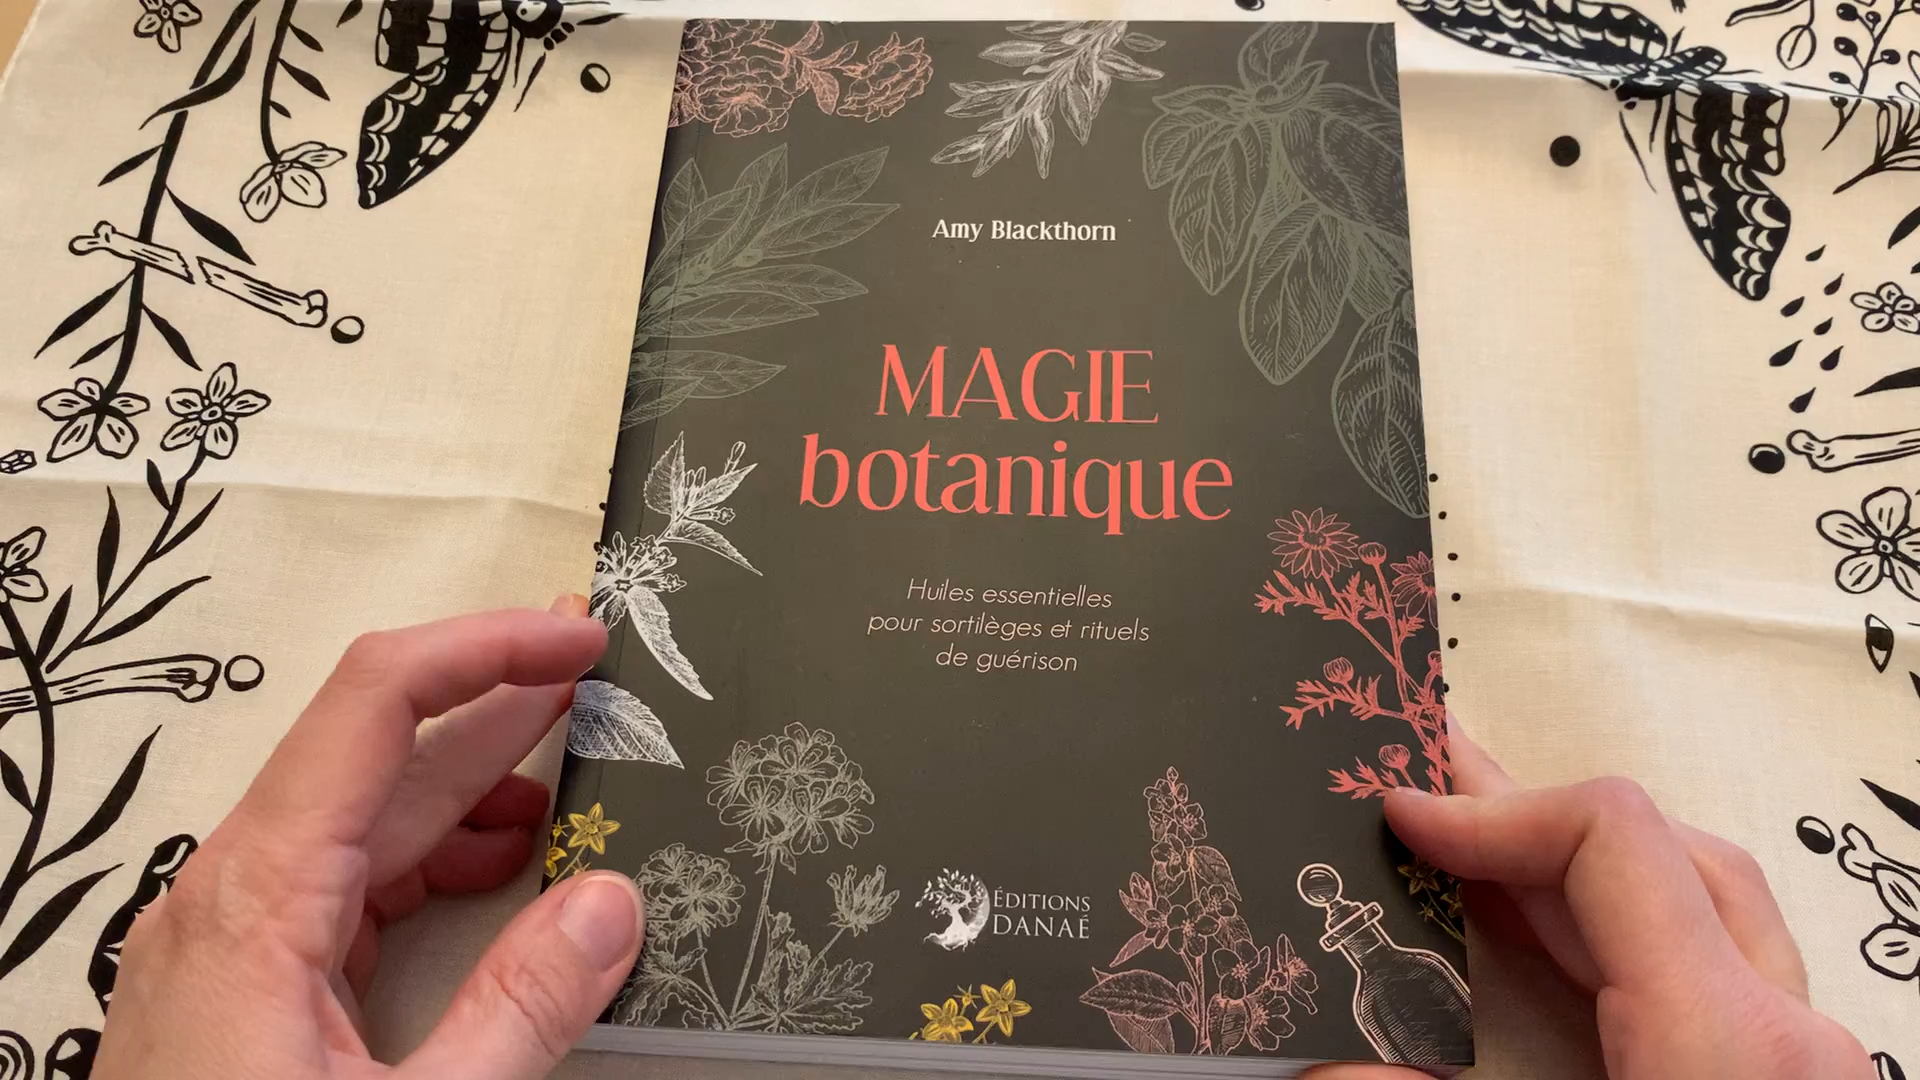 Amy Blackthorn
MAGIE
botanique
Huiles essentielles
pour sortilèges et rituels
de guérison
ÉDITIONS
DANAÉ